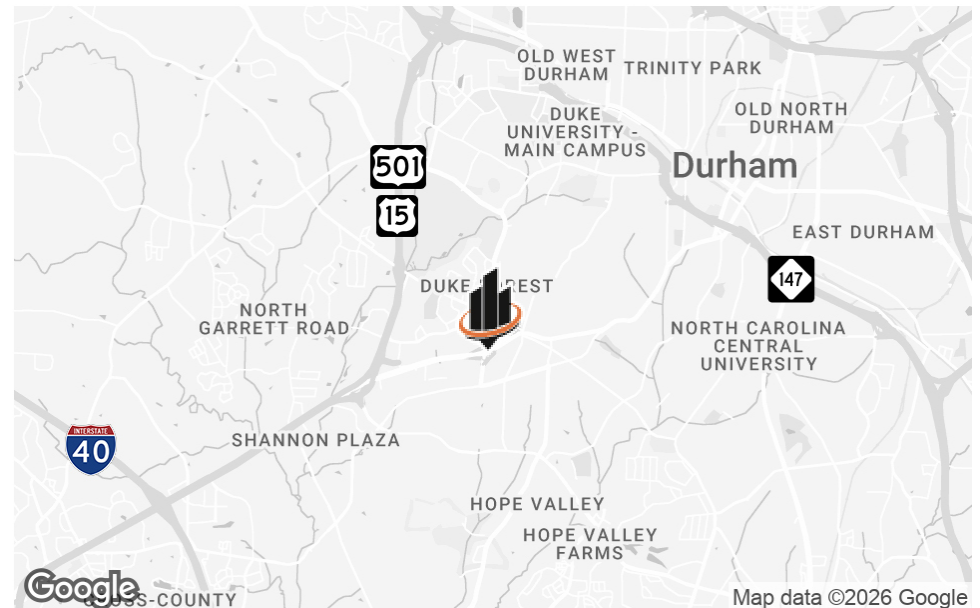 OLD WEST
DURHAM
TRINITY PARK
DUKE
UNIVERSITY -
MAIN CAMPUS
OLD NORTH
DURHAM
501
Durham
15
EAST DURHAM
147
NORTH
GARRETT ROAD
NORTH CAROLINA
CENTRAL
UNIVERSITY
INTERSTATE
40
SHANNON PLAZA
HOPE VALLEY
HOPE VALLEY
FARMS
Google
Map data ©2026 Google